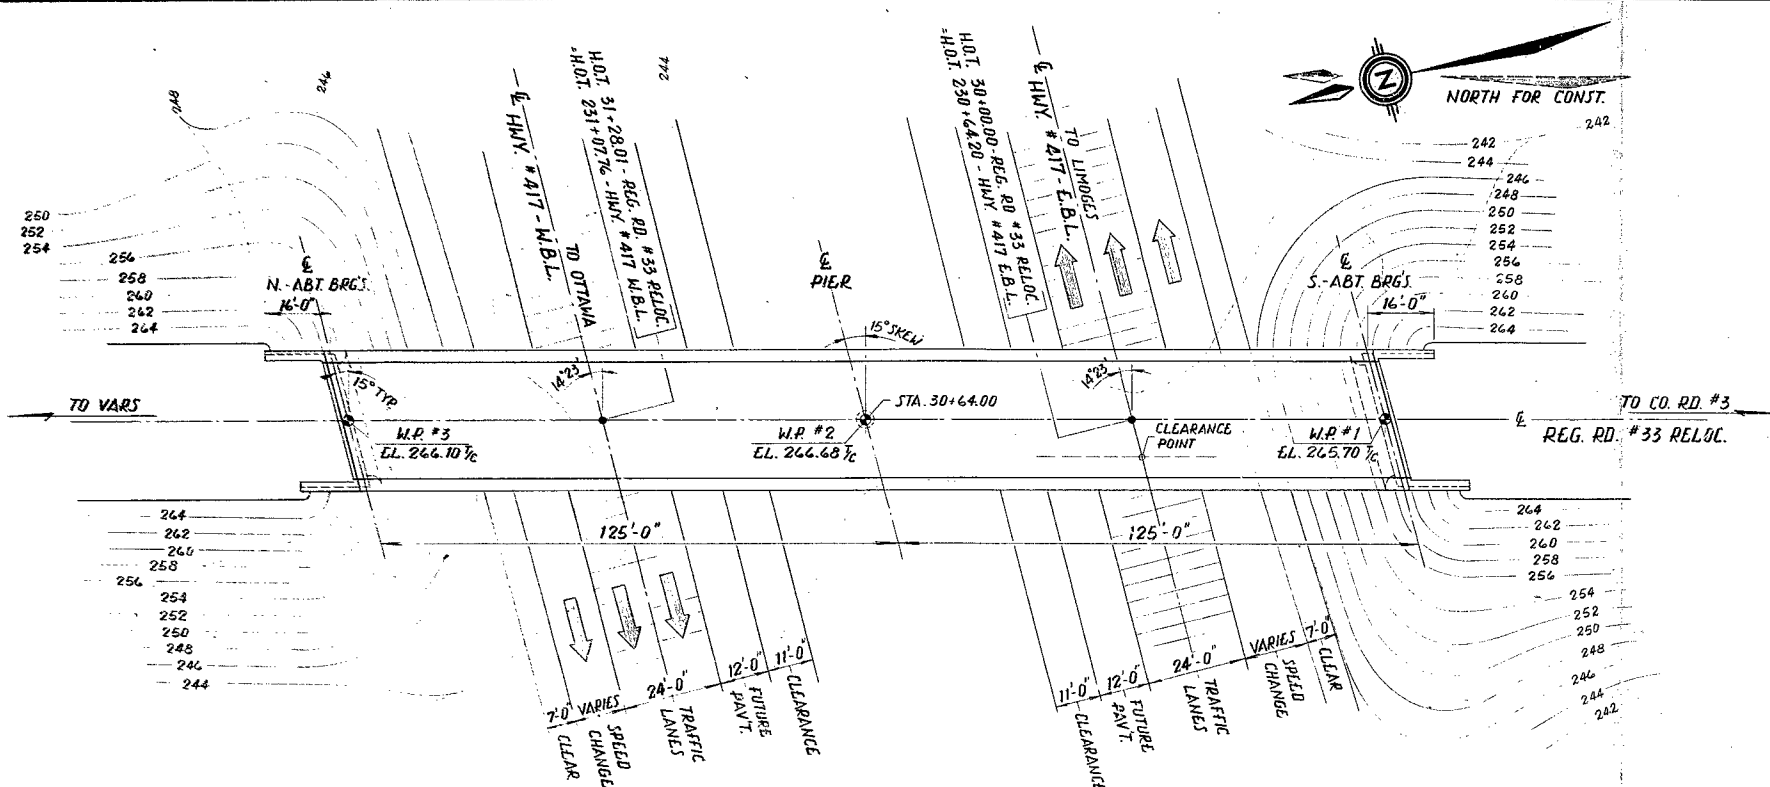 NORTH FOR CONST.
Z
248
246
244
H.O.T. 31+28.01 - REG. RD. #33 RELOC.
=H.O.T. 231+07.76 - HWY. #417 W.B.L.
℄ HWY. #417 - W.B.L.
TO OTTAWA
H.O.T. 30+00.00 - REG. RD #33 RELOC.
=H.O.T. 230+64.20 - HWY. #417 E.B.L.
℄ HWY. #417 - E.B.L.
TO LIMOGES
242
242
244
246
248
250
252
254
256
258
260
262
264
250
252
254
256
258
260
262
264
℄
N.-ABT. BRG'S.
16'-0"
℄
PIER
15° SKEW
℄
S.-ABT. BRG'S.
16'-0"
15° TYP.
14°23'
14°23'
STA. 30+64.00
TO VARS
TO CO. RD. #3
℄
REG. RD. #33 RELOC.
W.P. #3
EL. 266.10 T/C
W.P. #2
EL. 266.68 T/C
CLEARANCE
POINT
W.P. #1
EL. 265.70 T/C
125'-0"
125'-0"
264
262
260
258
256
254
252
250
248
246
244
264
262
260
258
256
254
252
250
248
246
244
242
7'-0"
VARIES
24'-0"
12'-0"
11'-0"
CLEAR
SPEED
CHANGE
TRAFFIC
LANES
FUTURE
PAV'T.
CLEARANCE
11'-0"
12'-0"
24'-0"
VARIES
7'-0"
CLEARANCE
FUTURE
PAV'T.
TRAFFIC
LANES
SPEED
CHANGE
CLEAR